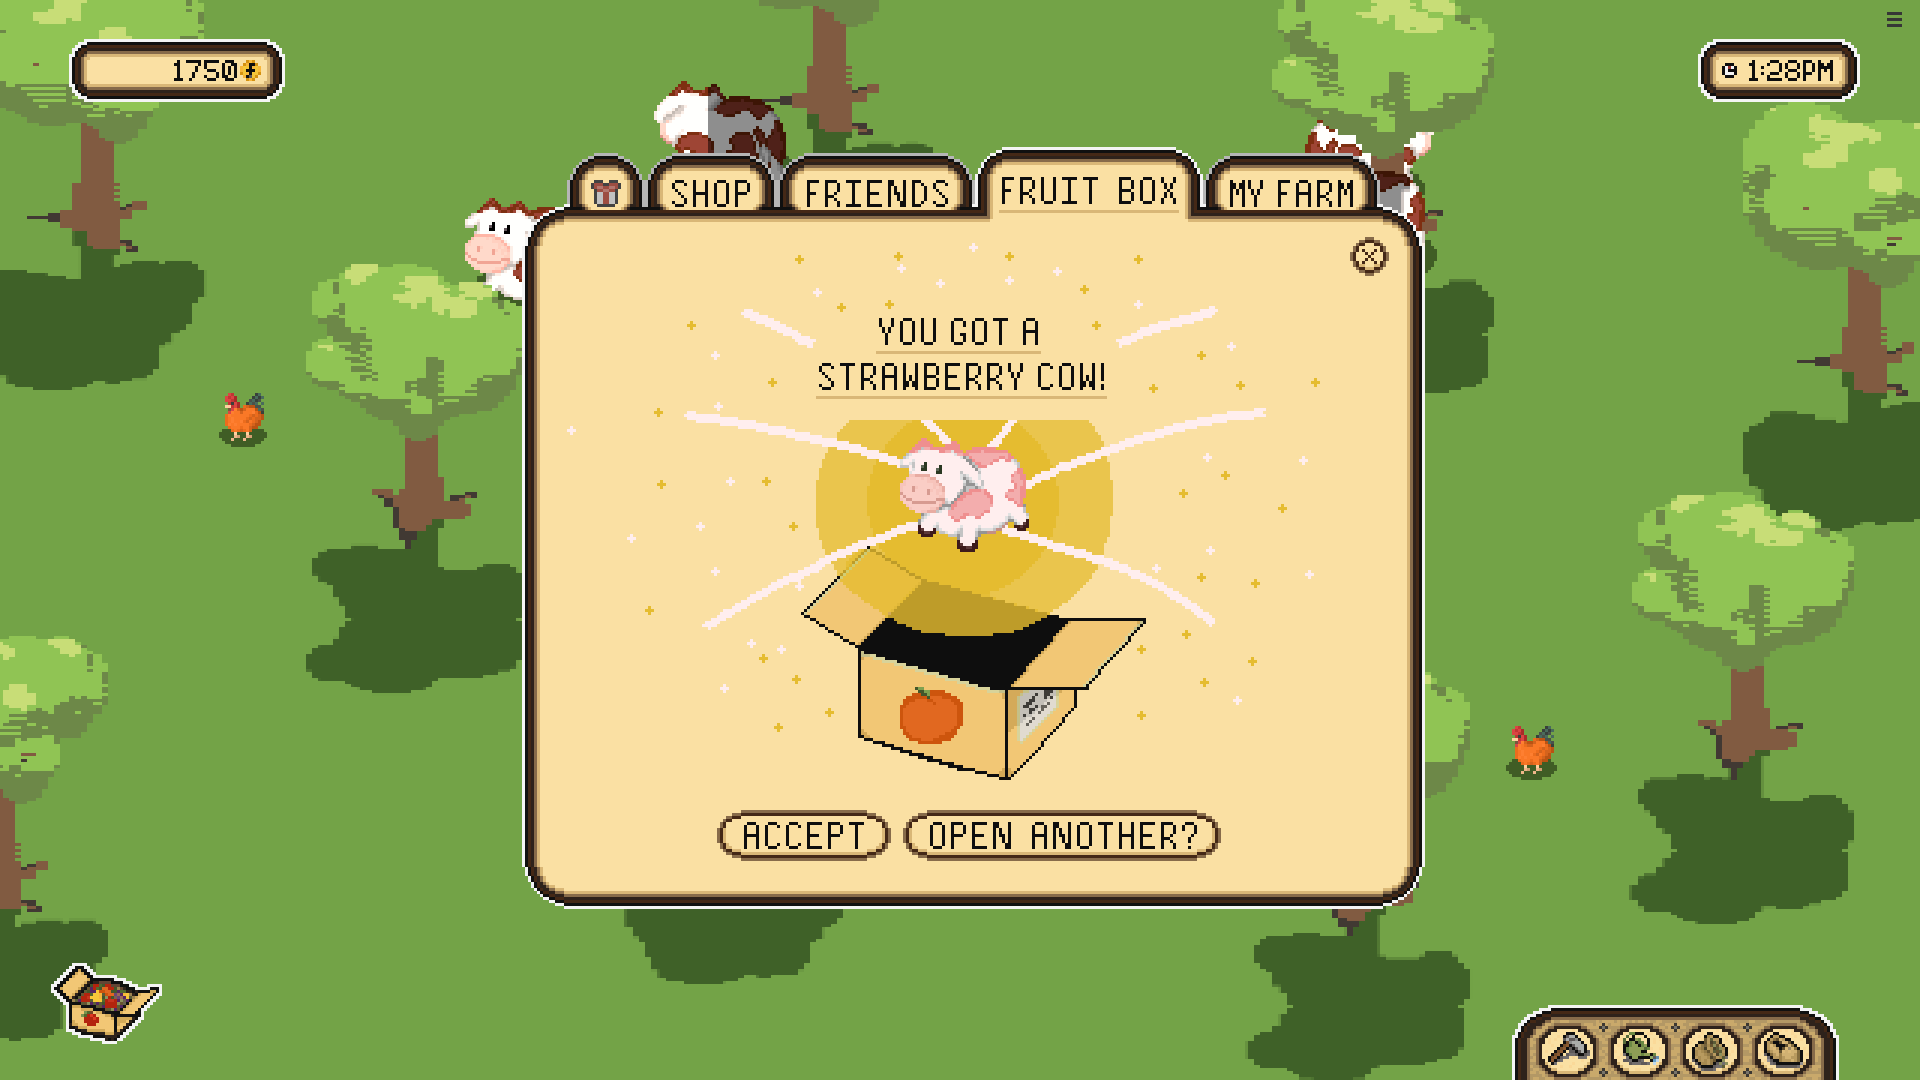 1750
1:28PM
SHOP
FRIENDS
FRUIT BOX
MY FARM
YOU GOT A
STRAWBERRY COW!
ACCEPT
OPEN ANOTHER?